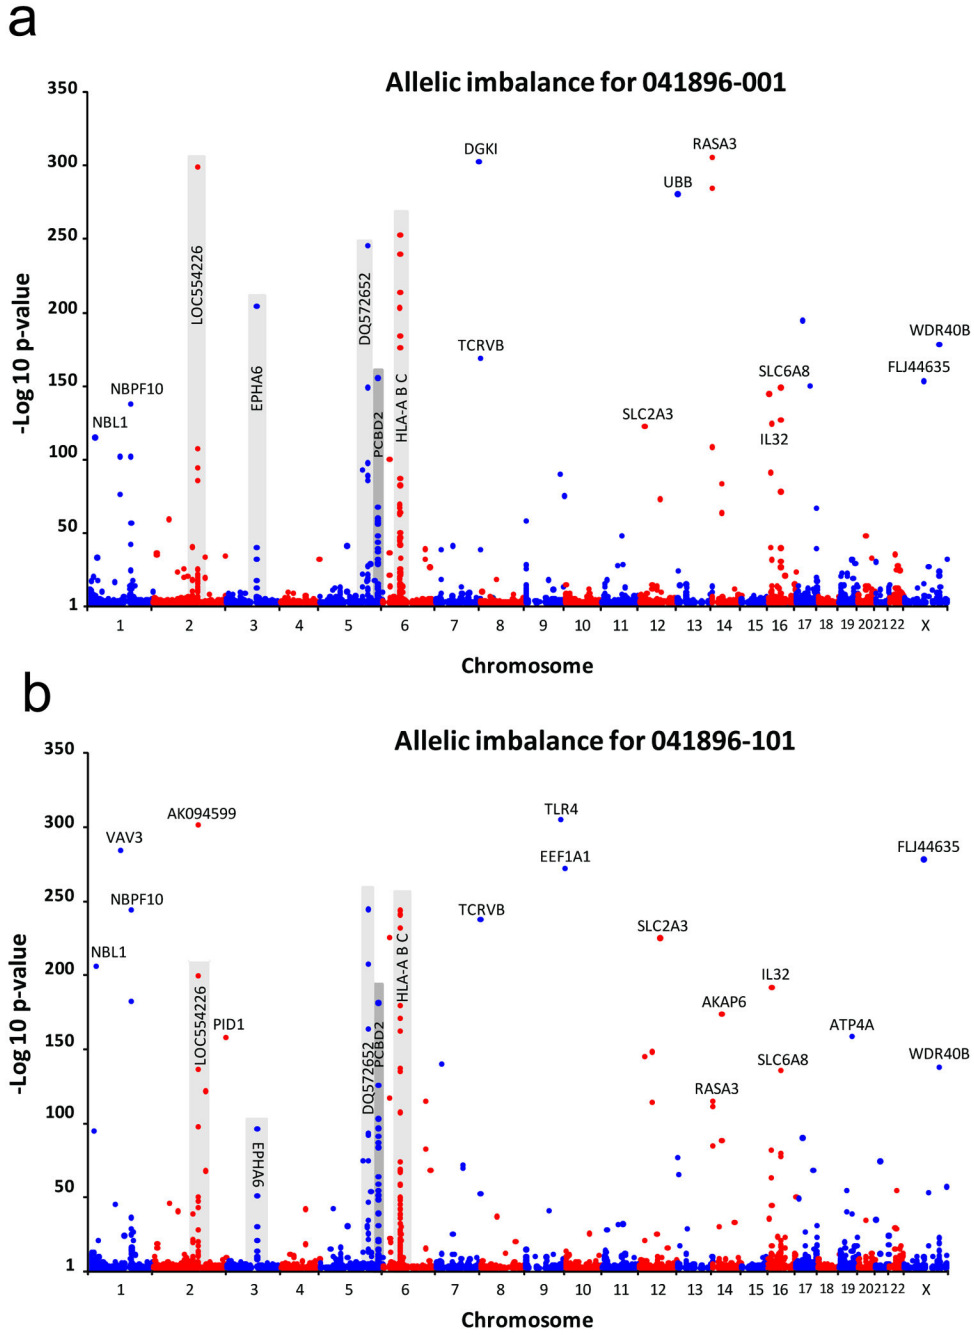 a
Allelic imbalance for 041896-001
350
300
250
200
150
100
50
1
-Log10 p-value
NBL1
NBPF10
LOC554226
EPHA6
DQ572652
PCBD2
HLA-A B C
DGKI
TCRVB
UBB
RASA3
SLC2A3
SLC6A8
IL32
WDR40B
FLJ44635
1 2 3 4 5 6 7 8 9 10 11 12 13 14 15 16 17 18 19 20 21 22 X
Chromosome
b
Allelic imbalance for 041896-101
350
300
250
200
150
100
50
1
-Log10 p-value
VAV3
NBPF10
NBL1
AK094599
LOC554226
PID1
EPHA6
DQ572652
PCBD2
HLA-A B C
TCRVB
TLR4
EEF1A1
SLC2A3
AKAP6
RASA3
IL32
SLC6A8
ATP4A
FLJ44635
WDR40B
1 2 3 4 5 6 7 8 9 10 11 12 13 14 15 16 17 18 19 20 21 22 X
Chromosome